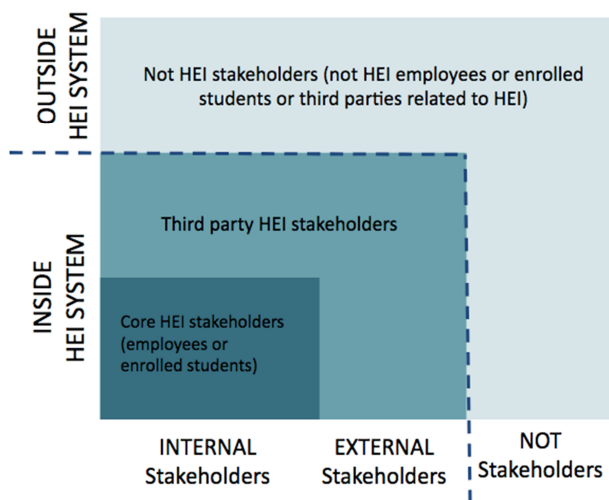 OUTSIDE
HEI SYSTEM
Not HEI stakeholders (not HEI employees or enrolled
students or third parties related to HEI)
INSIDE
HEI SYSTEM
Third party HEI stakeholders
Core HEI stakeholders
(employees or
enrolled students)
INTERNAL
Stakeholders
EXTERNAL
Stakeholders
NOT
Stakeholders